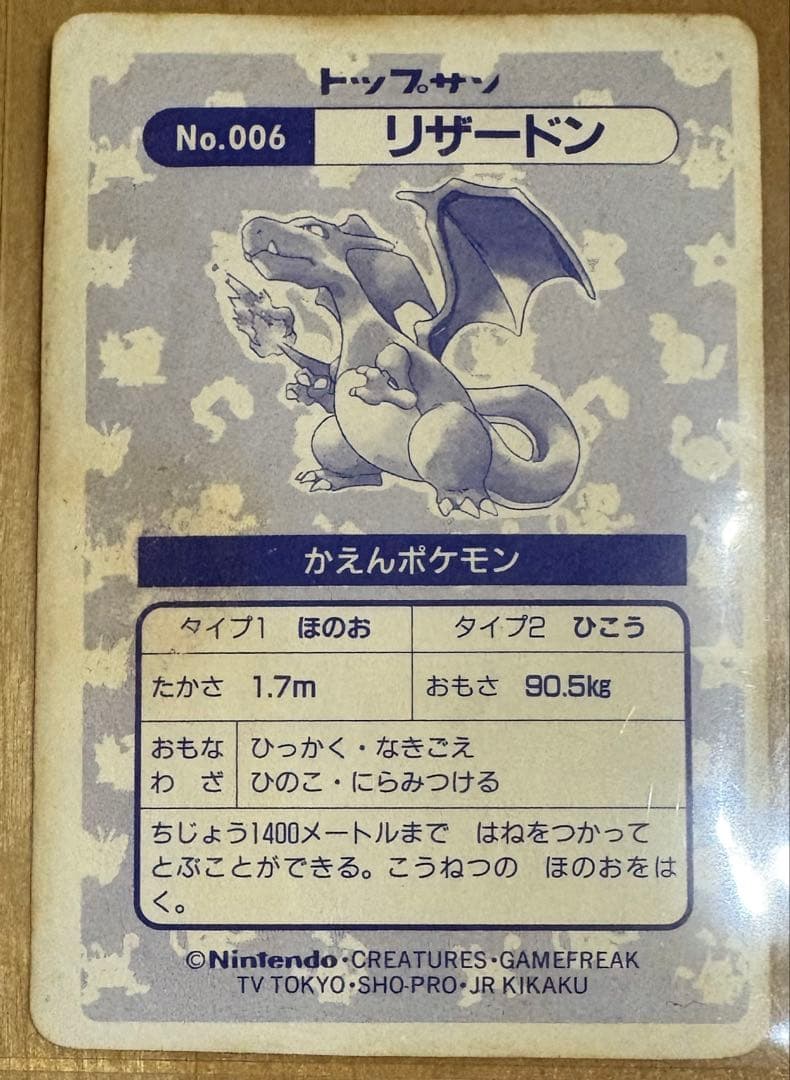 トップサン
No.006 リザードン
かえんポケモン
タイプ1 ほのお タイプ2 ひこう
たかさ 1.7m おもさ 90.5kg
おもな ひっかく・なきごえ
わざ ひのこ・にらみつける
ちじょう1400メートルまで はねをつかって
とぶことができる。こうねつの ほのおをは
く。
©Nintendo・CREATURES・GAMEFREAK
TV TOKYO・SHO-PRO・JR KIKAKU